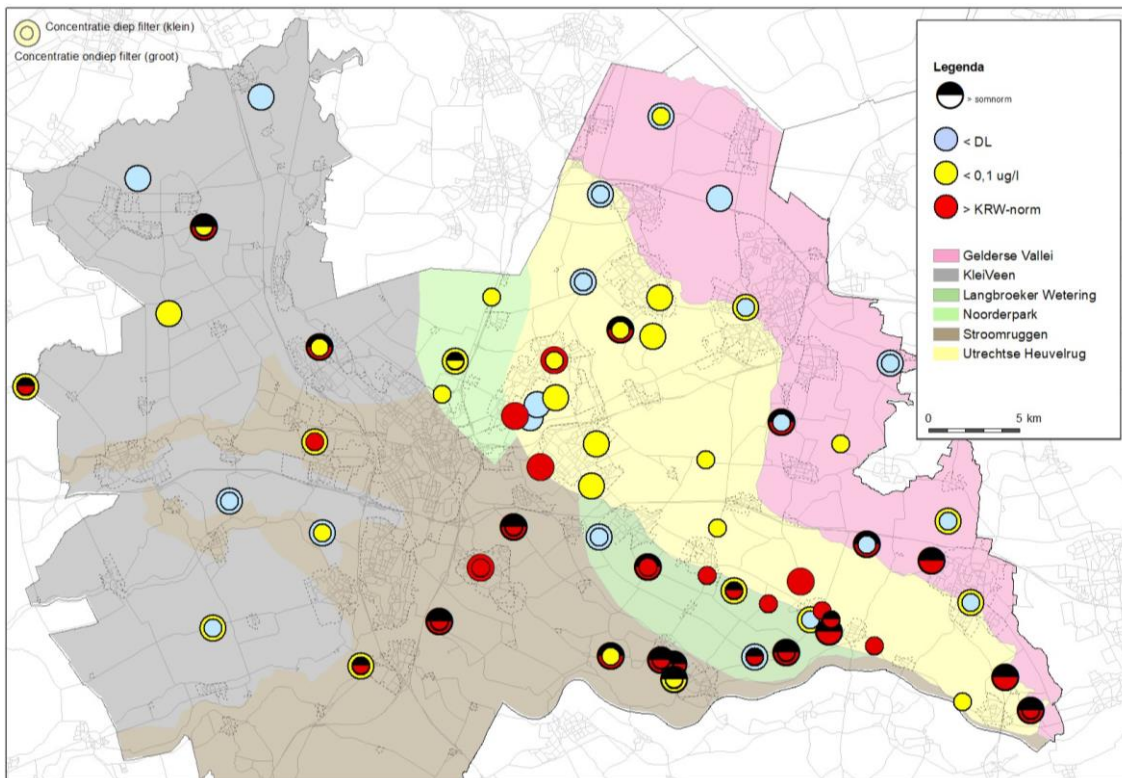 Concentratie diep filter (klein)
Concentratie ondiep filter (groot)
Legenda
> somnorm
< DL
< 0,1 ug/l
> KRW-norm
Gelderse Vallei
KleiVeen
Langbroeker Wetering
Noorderpark
Stroomruggen
Utrechtse Heuvelrug
0 5 km